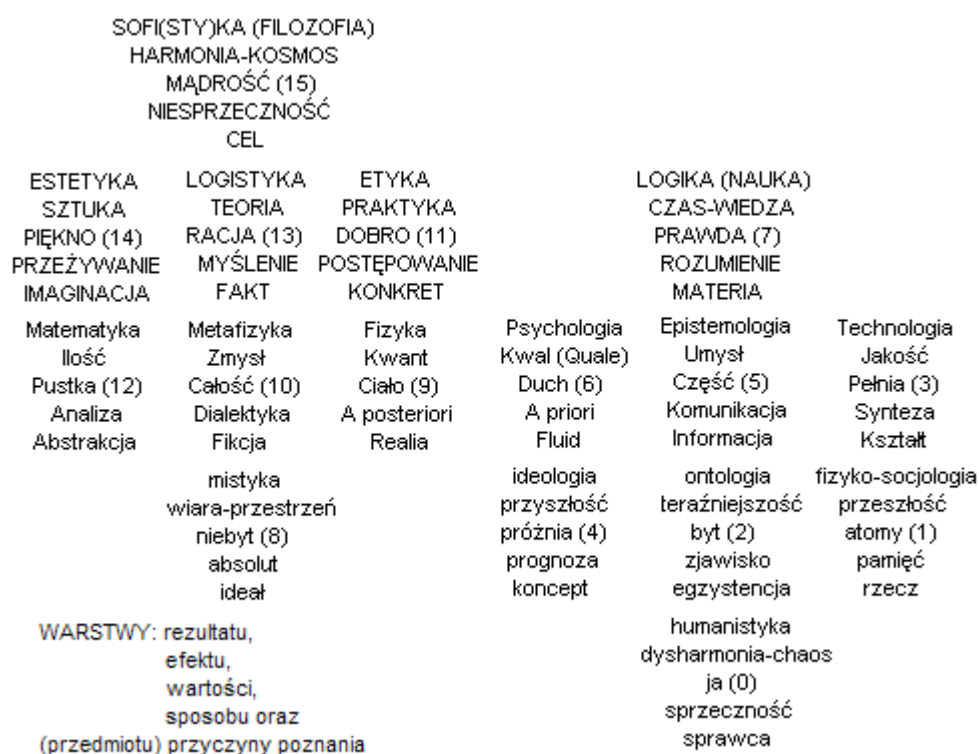 SOFI(STY)KA (FILOZOFIA)
HARMONIA-KOSMOS
MĄDROŚĆ (15)
NIESPRZECZNOŚĆ
CEL
ESTETYKA LOGISTYKA ETYKA LOGIKA (NAUKA)
SZTUKA TEORIA PRAKTYKA CZAS-WIEDZA
PIĘKNO (14) RACJA (13) DOBRO (11) PRAWDA (7)
PRZEŻYWANIE MYŚLENIE POSTĘPOWANIE ROZUMIENIE
IMAGINACJA FAKT KONKRET MATERIA
Matematyka Metafizyka Fizyka Psychologia Epistemologia Technologia
Ilość Zmysł Kwant Kwal (Quale) Umysł Jakość
Pustka (12) Całość (10) Ciało (9) Duch (6) Część (5) Pełnia (3)
Analiza Dialektyka A posteriori A priori Komunikacja Synteza
Abstrakcja Fikcja Realia Fluid Informacja Kształt
mistyka ideologia ontologia fizyko-socjologia
wiara-przestrzeń przyszłość teraźniejszość przeszłość
niebyt (8) próżnia (4) byt (2) atomy (1)
absolut prognoza zjawisko pamięć
ideał koncept egzystencja rzecz
WARSTWY: rezultatu, humanistyka
efektu, dysharmonia-chaos
wartości, ja (0)
sposobu oraz sprzeczność
(przedmiotu) przyczyny poznania sprawca